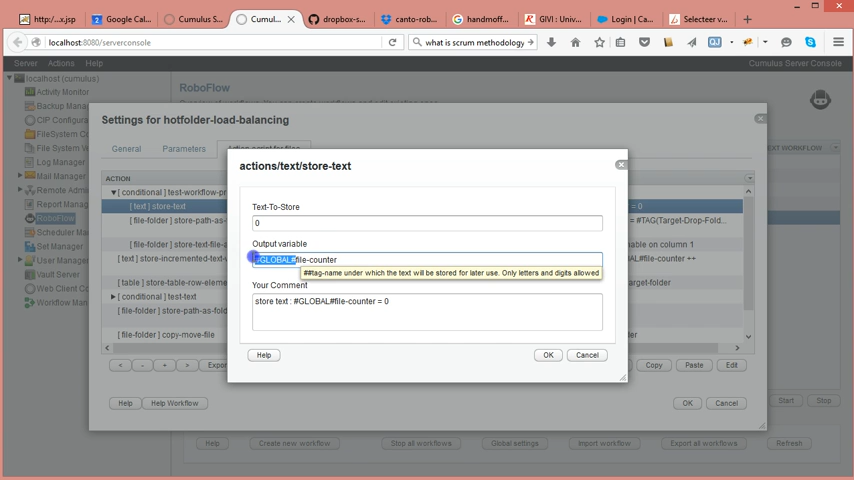 http:/...x.jsp
Google Cal...
Cumulus S...
Cumul...
dropbox-s...
canto-rob...
handmoff...
GIVI : Univ...
Login | Ca...
Selecteer v...
localhost:8080/serverconsole
what is scrum methodology
Server Actions Help
Cumulus Server Console
localhost (cumulus)
Activity Monitor
Backup Mana
CIP Configura
FileSystem C
File System V
Log Manager
Mail Manager
Remote Admi
Report Manag
RoboFlow
Scheduler Ma
Set Manager
User Manager
Vault Server
Web Client Co
Workflow Man
RoboFlow
EXT WORKFLOW
Settings for hotfolder-load-balancing
General Parameters
ACTION
[ conditional ] test-workflow-pr
[ text ] store-text
= 0
[ file-folder ] store-path-as-
= #TAG(Target-Drop-Fold...
[ file-folder ] store-text-file-a
able on column 1
[ text ] store-incremented-text-v
AL#file-counter ++
[ table ] store-table-row-eleme
rget-folder
[ conditional ] test-text
[ file-folder ] store-path-as-fold
[ file-folder ] copy-move-file
der
< - + > Expor
Copy Paste Edit
Help Help Workflow
OK Cancel
Start Stop
Help Create new workflow Stop all workflows Global settings Import workflow Export all workflows Refresh
actions/text/store-text
Text-To-Store
0
Output variable
#GLOBAL#file-counter
##tag-name under which the text will be stored for later use. Only letters and digits allowed
Your Comment
store text : #GLOBAL#file-counter = 0
Help OK Cancel